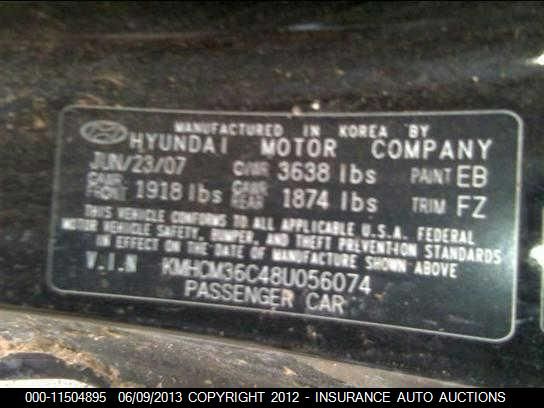 MANUFACTURED IN KOREA BY
HYUNDAI MOTOR COMPANY
JUN/23/07 GVWR 3638 lbs PAINT EB
GAWR FRONT 1918 lbs GAWR REAR 1874 lbs TRIM FZ
THIS VEHICLE CONFORMS TO ALL APPLICABLE U.S.A. FEDERAL
MOTOR VEHICLE SAFETY, BUMPER, AND THEFT PREVENTION STANDARDS
IN EFFECT ON THE DATE OF MANUFACTURE SHOWN ABOVE
V.I.N KMHCM36C48U056074
PASSENGER CAR
000-11504895 06/09/2013 COPYRIGHT 2012 - INSURANCE AUTO AUCTIONS